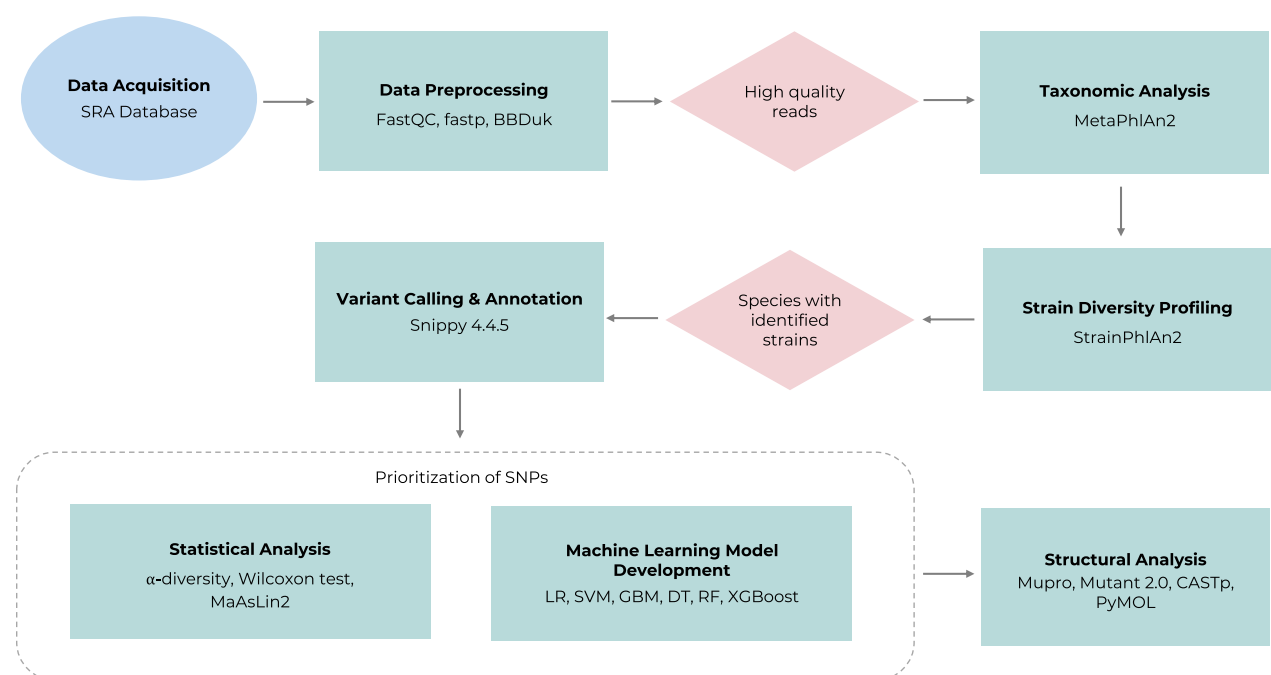 Data Acquisition
SRA Database
Data Preprocessing
FastQC, fastp, BBDuk
High quality
reads
Taxonomic Analysis
MetaPhlAn2
Strain Diversity Profiling
StrainPhlAn2
Species with
identified
strains
Variant Calling & Annotation
Snippy 4.4.5
Prioritization of SNPs
Statistical Analysis
α-diversity, Wilcoxon test,
MaAsLin2
Machine Learning Model
Development
LR, SVM, GBM, DT, RF, XGBoost
Structural Analysis
Mupro, Mutant 2.0, CASTp,
PyMOL